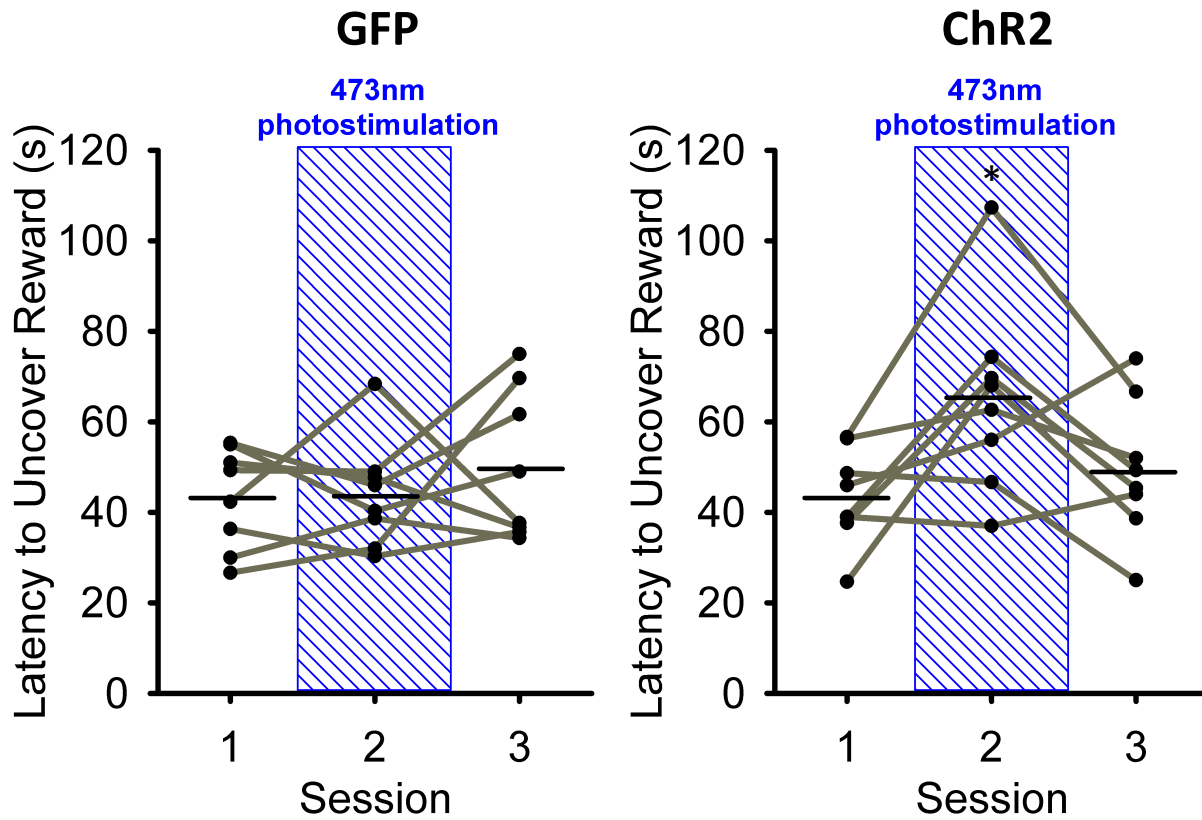 GFP
473nm
photostimulation
Latency to Uncover Reward (s)
120
100
80
60
40
20
0
1 2 3
Session
ChR2
473nm
photostimulation
*
Latency to Uncover Reward (s)
120
100
80
60
40
20
0
1 2 3
Session